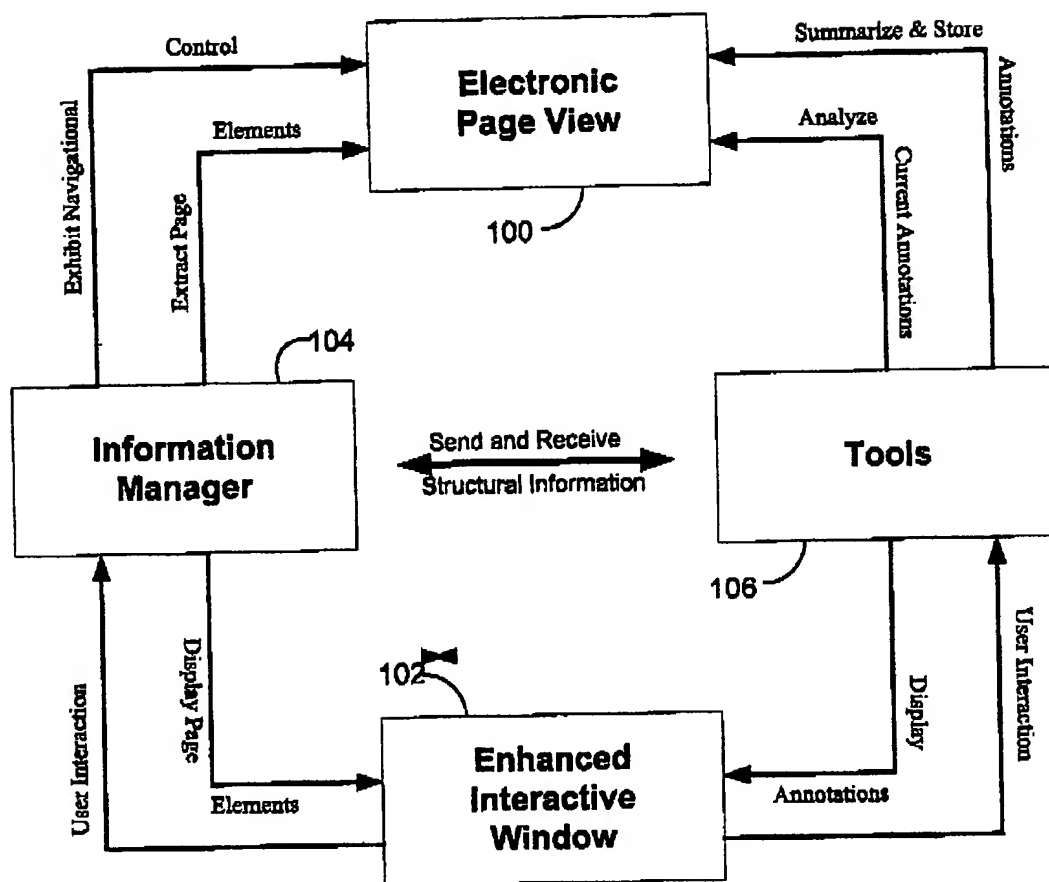 Control
Summarize & Store
Electronic
Page View
Annotations
Exhibit Navigational
Elements
Analyze
Extract Page
Current Annotations
100
104
Information
Manager
Send and Receive
Structural Information
Tools
106
User Interaction
Display Page
102
Display
User Interaction
Elements
Enhanced
Interactive
Window
Annotations